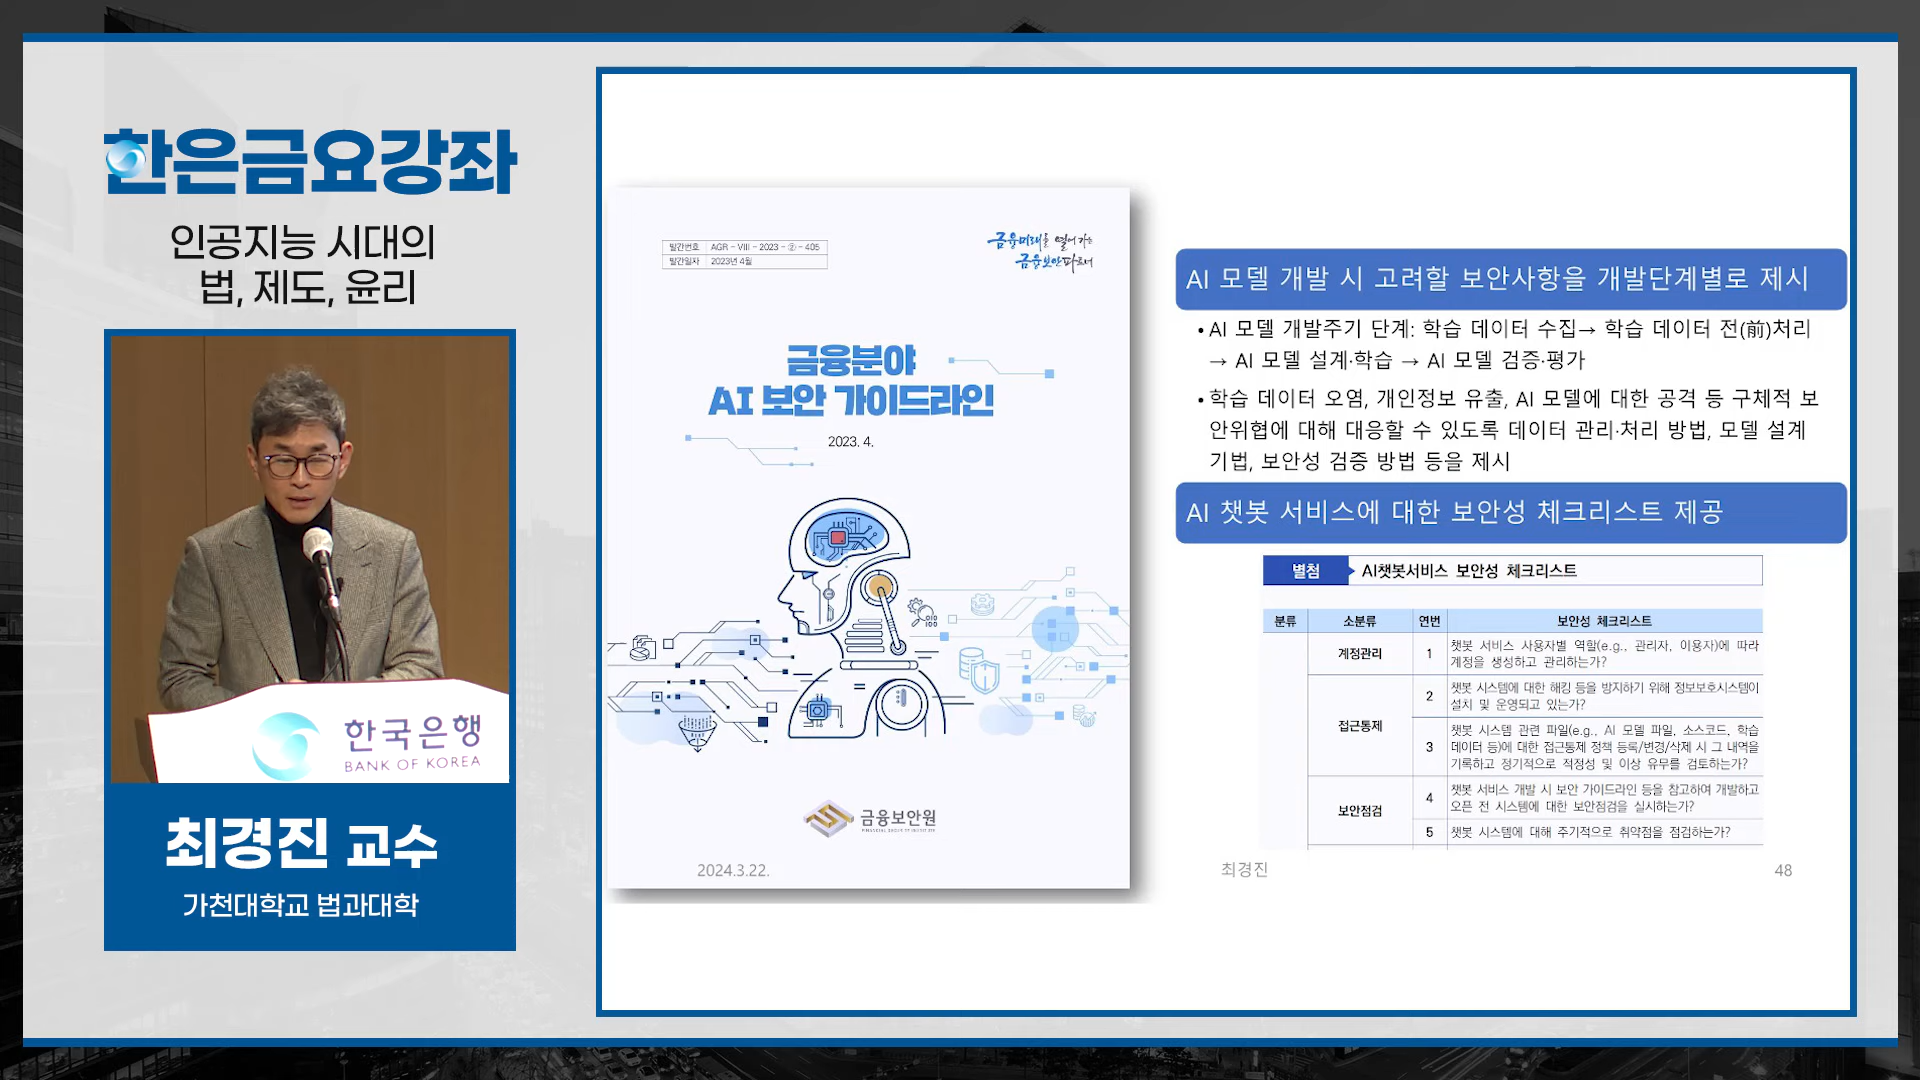 한은금요강좌
인공지능 시대의
법, 제도, 윤리
한국은행
BANK OF KOREA
최경진 교수
가천대학교 법과대학
발간번호 AGR - VIII - 2023 - ② - 405
발간일자 2023년 4월
금융미래를 열어가는
금융보안파트너
금융분야
AI 보안 가이드라인
2023. 4.
금융보안원
FINANCIAL SECURITY INSTITUTE
2024.3.22.
AI 모델 개발 시 고려할 보안사항을 개발단계별로 제시
• AI 모델 개발주기 단계: 학습 데이터 수집→ 학습 데이터 전(前)처리
→ AI 모델 설계·학습 → AI 모델 검증·평가
• 학습 데이터 오염, 개인정보 유출, AI 모델에 대한 공격 등 구체적 보
안위협에 대해 대응할 수 있도록 데이터 관리·처리 방법, 모델 설계
기법, 보안성 검증 방법 등을 제시
AI 챗봇 서비스에 대한 보안성 체크리스트 제공
별첨 AI챗봇서비스 보안성 체크리스트
분류 소분류 연번 보안성 체크리스트
계정관리 1 챗봇 서비스 사용자별 역할(e.g., 관리자, 이용자)에 따라
계정을 생성하고 관리하는가?
접근통제 2 챗봇 시스템에 대한 해킹 등을 방지하기 위해 정보보호시스템이
설치 및 운영되고 있는가?
3 챗봇 시스템 관련 파일(e.g., AI 모델 파일, 소스코드, 학습
데이터 등)에 대한 접근통제 정책 등록/변경/삭제 시 그 내역을
기록하고 정기적으로 적정성 및 이상 유무를 검토하는가?
보안점검 4 챗봇 서비스 개발 시 보안 가이드라인 등을 참고하여 개발하고
오픈 전 시스템에 대한 보안점검을 실시하는가?
5 챗봇 시스템에 대해 주기적으로 취약점을 점검하는가?
최경진
48